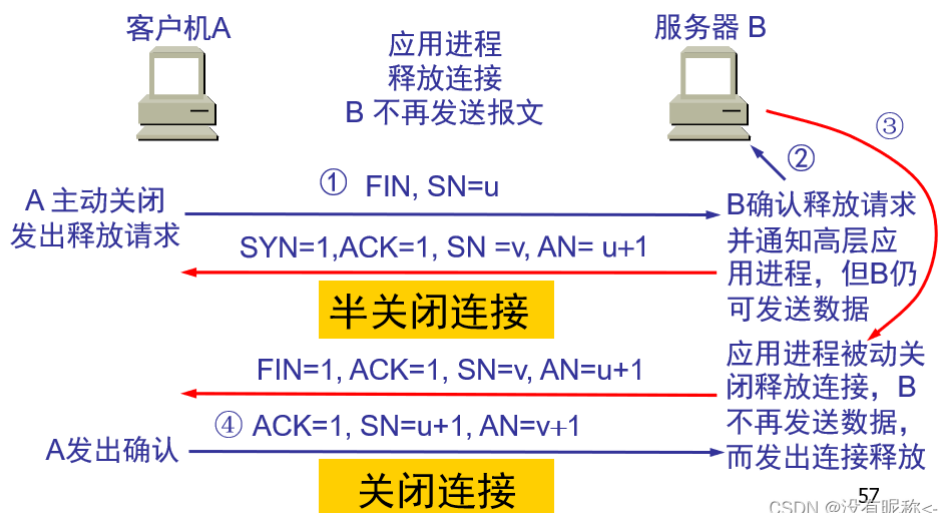 客户机A
服务器 B
应用进程
释放连接
B 不再发送报文
③
②
① FIN, SN=u
A 主动关闭
发出释放请求
B确认释放请求
并通知高层应
用进程，但B仍
可发送数据
SYN=1,ACK=1, SN =v, AN= u+1
半关闭连接
应用进程被动关
闭释放连接，B
不再发送数据，
而发出连接释放
FIN=1, ACK=1, SN=v, AN=u+1
④ ACK=1, SN=u+1, AN=v+1
A发出确认
关闭连接
57
CSDN @没有昵称<-